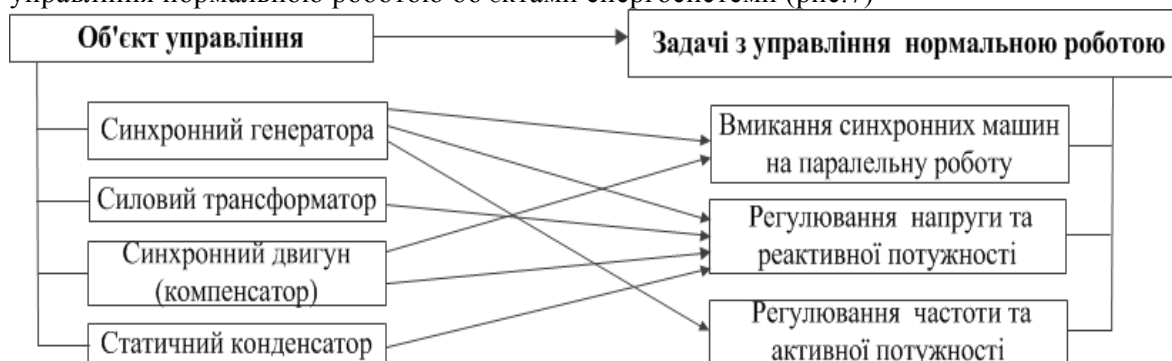 управління нормальною роботою об'єктами енергосистеми (рис.7)
Об'єкт управління
Задачі з управління нормальною роботою
Синхронний генератора
Силовий трансформатор
Синхронний двигун
(компенсатор)
Статичний конденсатор
Вмикання синхронних машин
на паралельну роботу
Регулювання напруги та
реактивної потужності
Регулювання частоти та
активної потужності